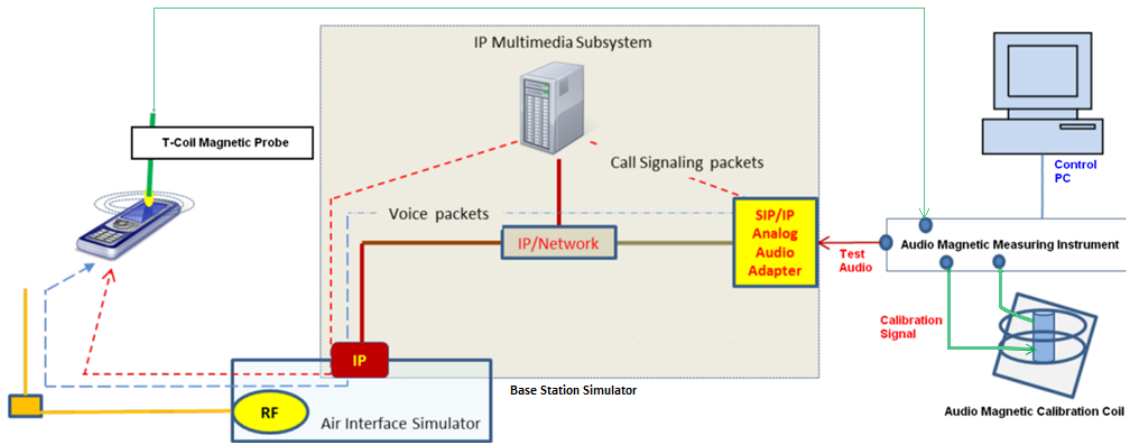 IP Multimedia Subsystem
T-Coil Magnetic Probe
Call Signaling packets
Control
PC
Voice packets
SIP/IP
Analog
Audio
Adapter
IP/Network
Test
Audio
Audio Magnetic Measuring Instrument
Calibration
Signal
IP
Base Station Simulator
RF
Air Interface Simulator
Audio Magnetic Calibration Coil